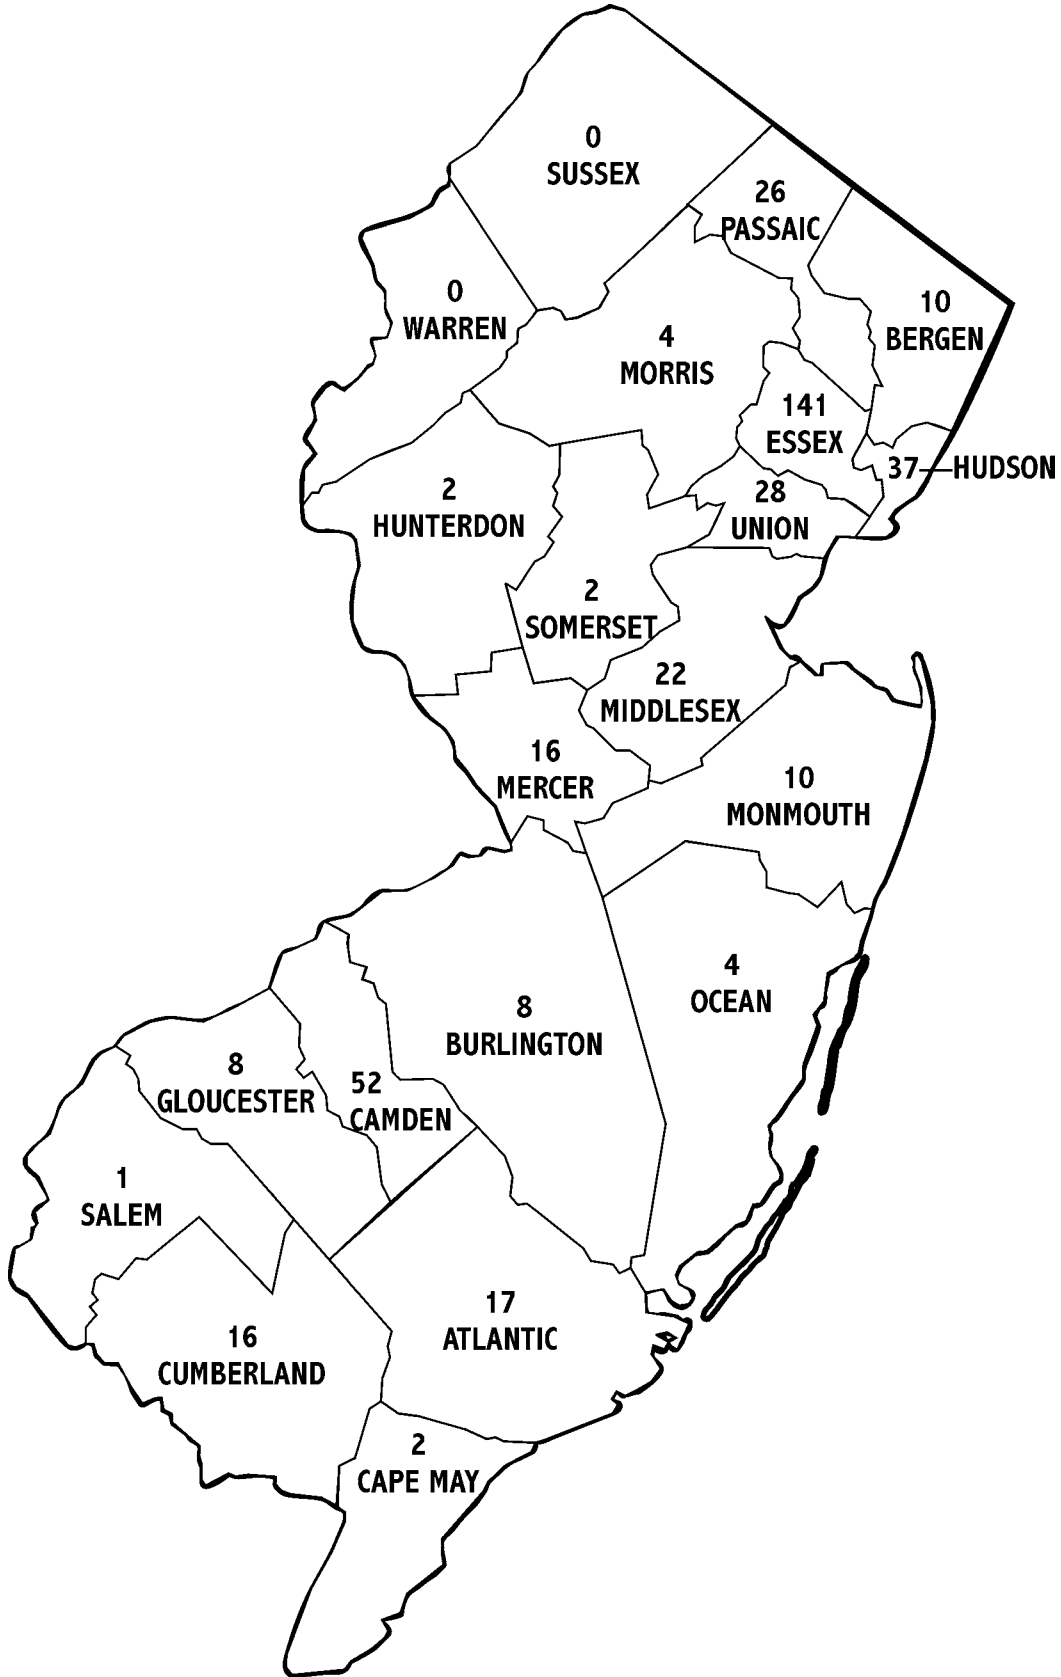 0
SUSSEX
26
PASSAIC
0
WARREN
10
BERGEN
4
MORRIS
141
ESSEX
37—HUDSON
2
HUNTERDON
28
UNION
2
SOMERSET
22
MIDDLESEX
16
MERCER
10
MONMOUTH
4
OCEAN
8
BURLINGTON
8
GLOUCESTER
52
CAMDEN
1
SALEM
17
ATLANTIC
16
CUMBERLAND
2
CAPE MAY